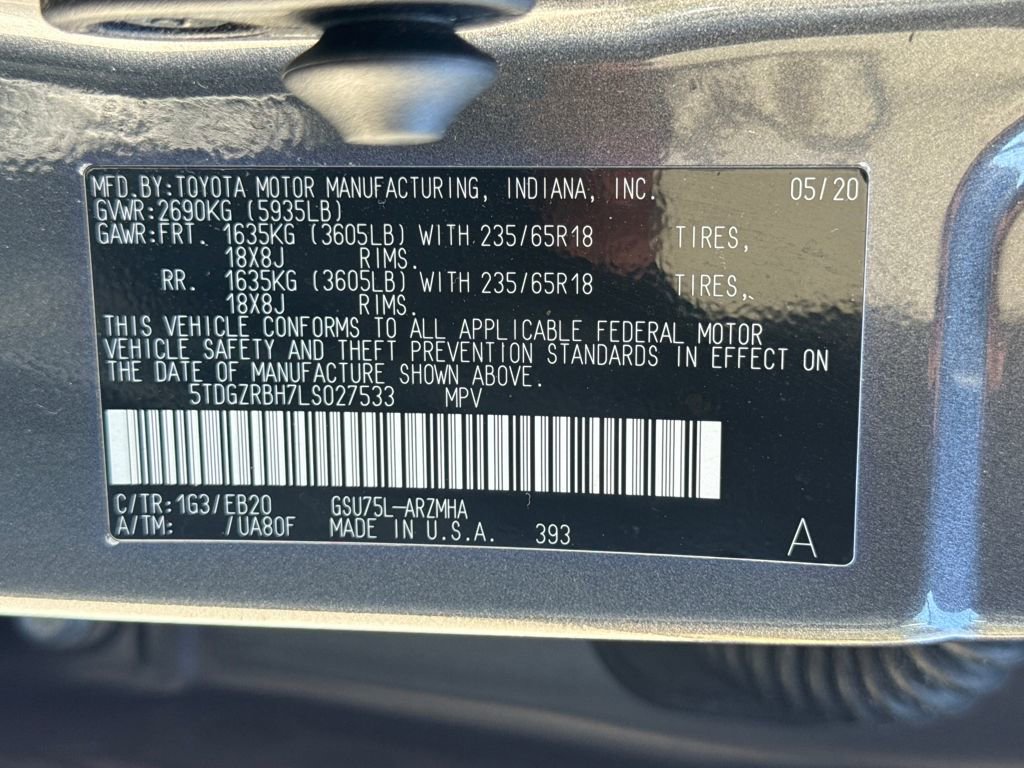 MFD.BY:TOYOTA MOTOR MANUFACTURING, INDIANA, INC. 05/20
GVWR:2690KG (5935LB)
GAWR:FRT. 1635KG (3605LB) WITH 235/65R18 TIRES,
18X8J RIMS.
RR. 1635KG (3605LB) WITH 235/65R18 TIRES,
18X8J RIMS.
THIS VEHICLE CONFORMS TO ALL APPLICABLE FEDERAL MOTOR
VEHICLE SAFETY AND THEFT PREVENTION STANDARDS IN EFFECT ON
THE DATE OF MANUFACTURE SHOWN ABOVE.
5TDGZRBH7LS027533 MPV
C/TR:1G3/EB20 GSU75L-ARZMHA
A/TM: /UA80F MADE IN U.S.A. 393 A